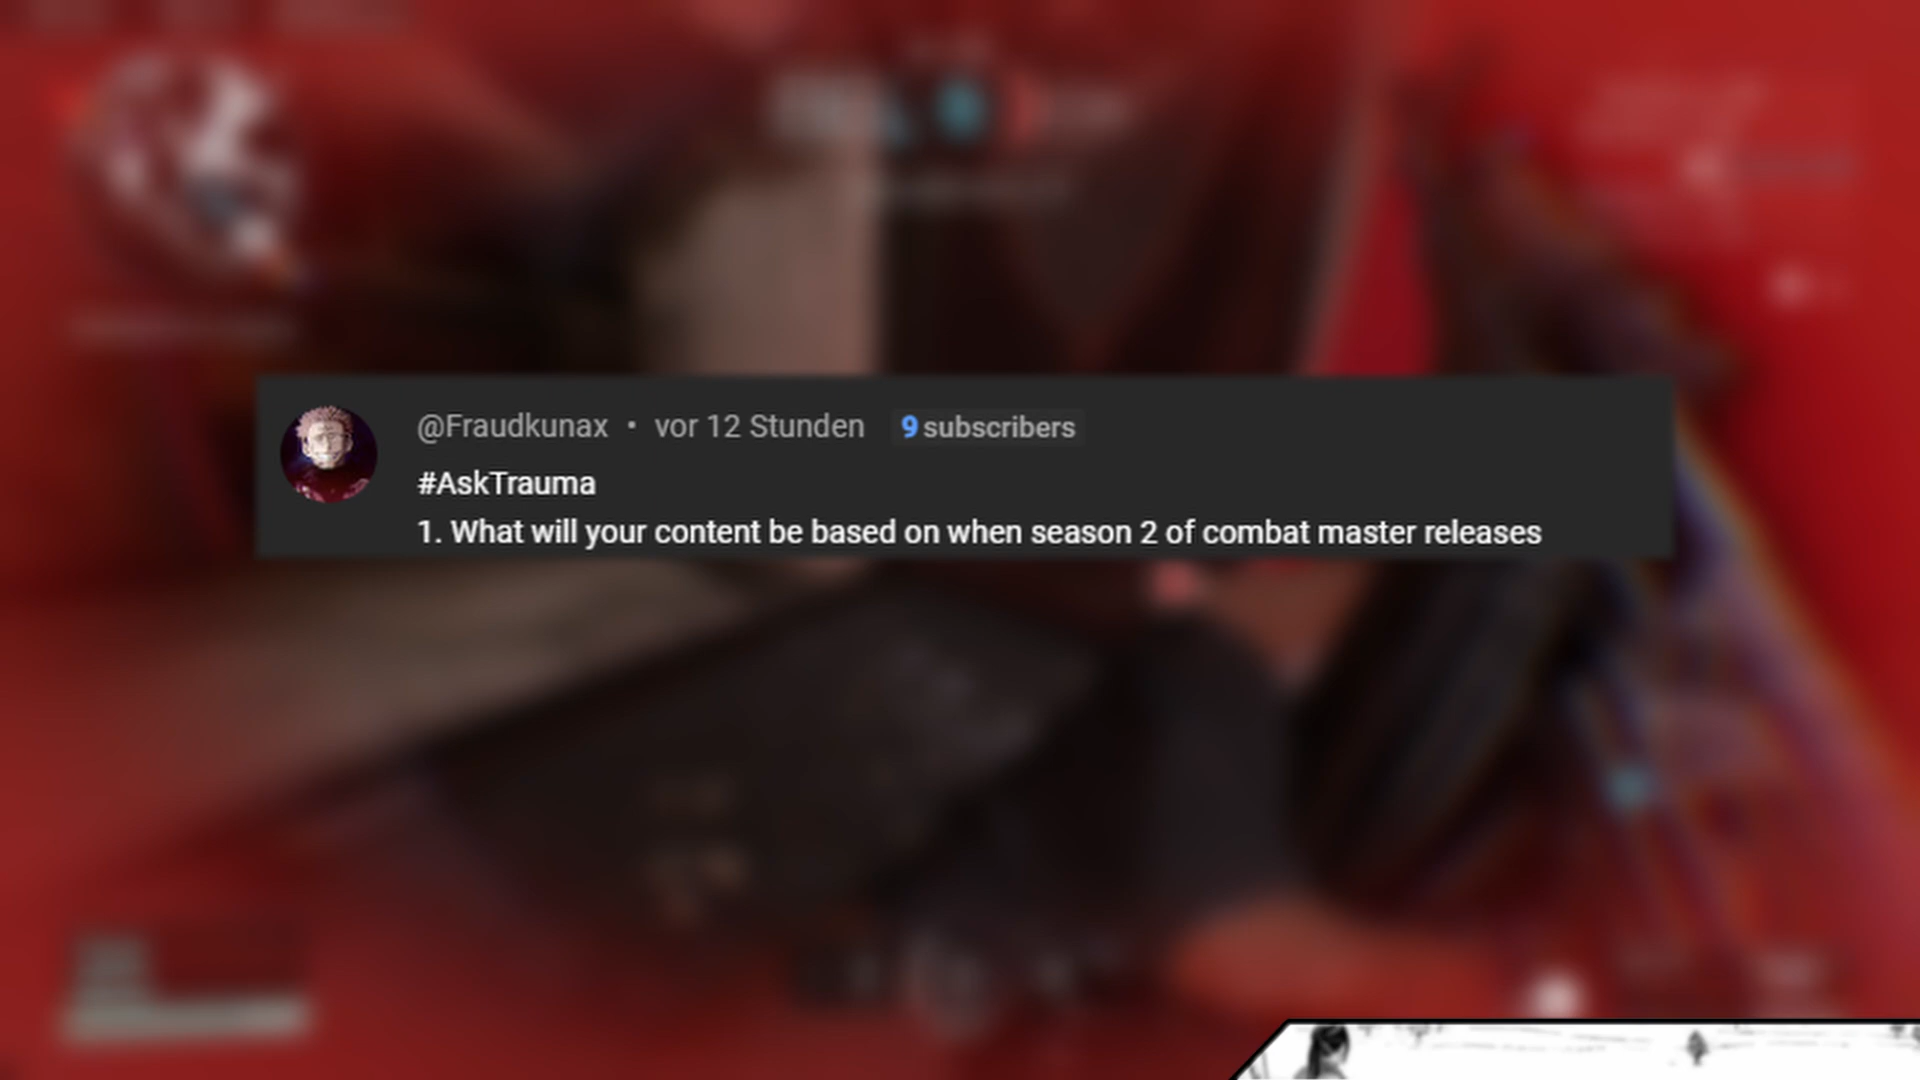 @Fraudkunax • vor 12 Stunden 9 subscribers
#AskTrauma
1. What will your content be based on when season 2 of combat master releases